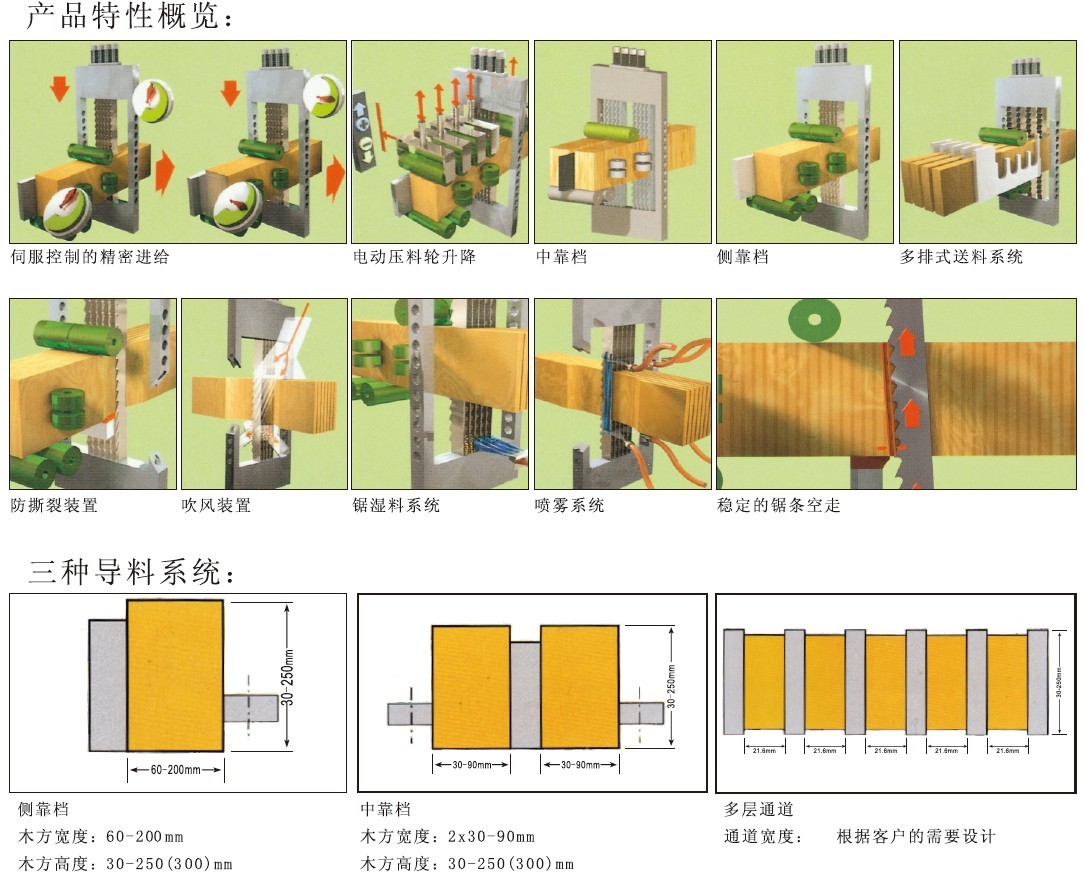 产品特性概览：
伺服控制的精密进给
电动压料轮升降
中靠档
侧靠档
多排式送料系统
防撕裂装置
吹风装置
锯湿料系统
喷雾系统
稳定的锯条空走
三种导料系统：
30-250mm
60-200mm
30-250mm
30-90mm
30-90mm
30-250mm
21.6mm
21.6mm
21.6mm
21.6mm
21.6mm
侧靠档
木方宽度：60-200mm
木方高度：30-250(300)mm
中靠档
木方宽度：2x30-90mm
木方高度：30-250(300)mm
多层通道
通道宽度： 根据客户的需要设计